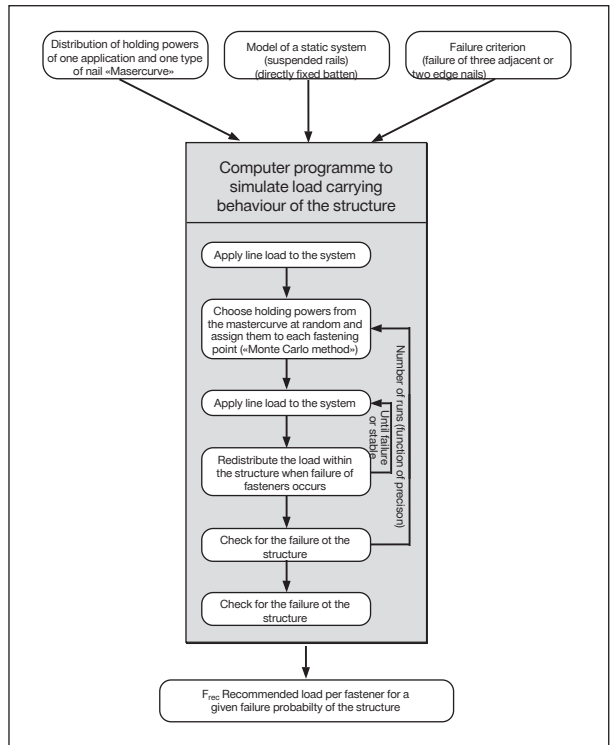 Distribution of holding powers
of one application and one type
of nail «Masercurve»
Model of a static system
(suspended rails)
(directly fixed batten)
Failure criterion
(failure of three adjacent or
two edge nails)
Computer programme to
simulate load carrying
behaviour of the structure
Apply line load to the system
Choose holding powers from
the mastercurve at random and
assign them to each fastening
point («Monte Carlo method»)
Apply line load to the system
Until failure
or stable
Number of runs (function of precison)
Redistribute the load within
the structure when failure of
fasteners occurs
Check for the failure ot the
structure
Check for the failure ot the
structure
Frec Recommended load per fastener for a
given failure probabilty of the structure